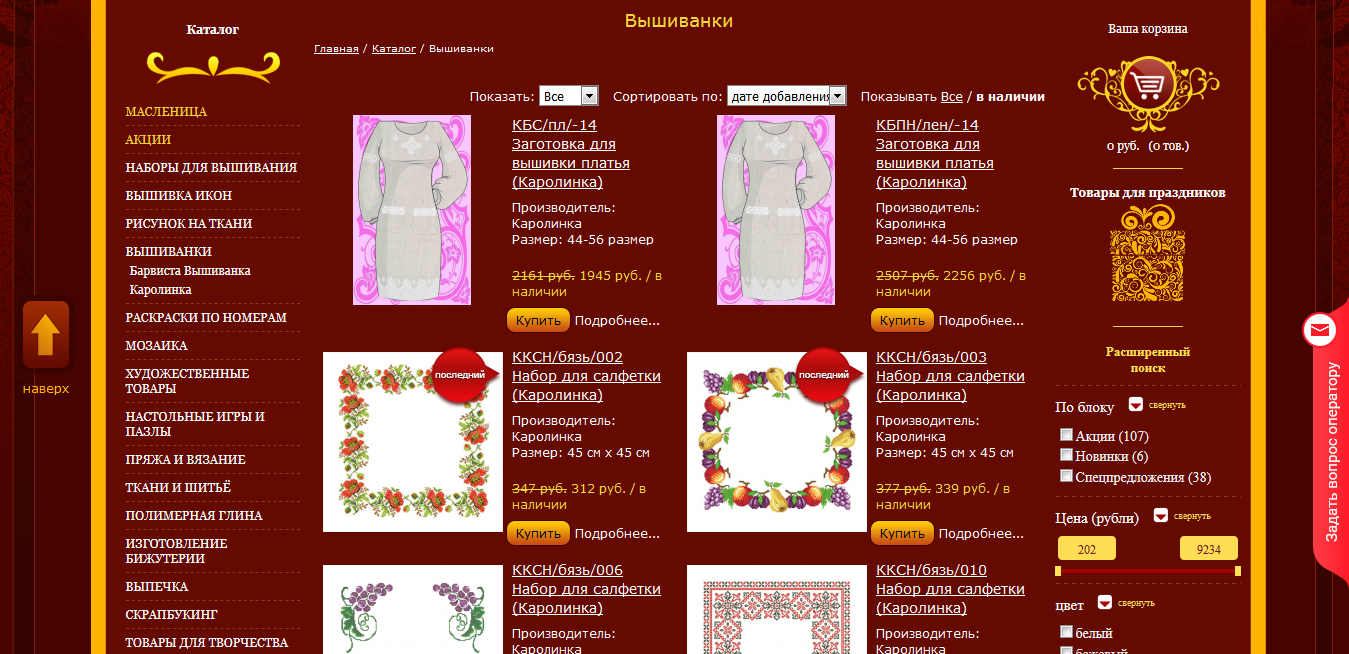 Вышиванки
Каталог
МАСЛЕНИЦА
АКЦИИ
НАБОРЫ ДЛЯ ВЫШИВАНИЯ
ВЫШИВКА ИКОН
РИСУНОК НА ТКАНИ
ВЫШИВАНКИ
Барвиста Вышиванка
Каролинка
РАСКРАСКИ ПО НОМЕРАМ
МОЗАИКА
ХУДОЖЕСТВЕННЫЕ
ТОВАРЫ
НАСТОЛЬНЫЕ ИГРЫ И
ПАЗЛЫ
ПРЯЖА И ВЯЗАНИЕ
ТКАНИ И ШИТЬЁ
ПОЛИМЕРНАЯ ГЛИНА
ИЗГОТОВЛЕНИЕ
БИЖУТЕРИИ
ВЫПЕЧКА
СКРАПБУКИНГ
ТОВАРЫ ДЛЯ ТВОРЧЕСТВА
наверх
Главная / Каталог / Вышиванки
Показать: Все Сортировать по: дате добавления Показывать Все / в наличии
КБС/пл/-14
Заготовка для
вышивки платья
(Каролинка)
Производитель:
Каролинка
Размер: 44-56 размер
2161 руб. 1945 руб. / в
наличии
Купить Подробнее...
КБПН/лен/-14
Заготовка для
вышивки платья
(Каролинка)
Производитель:
Каролинка
Размер: 44-56 размер
2507 руб. 2256 руб. / в
наличии
Купить Подробнее...
последний
ККСН/бязь/002
Набор для салфетки
(Каролинка)
Производитель:
Каролинка
Размер: 45 см х 45 см
347 руб. 312 руб. / в
наличии
Купить Подробнее...
последний
ККСН/бязь/003
Набор для салфетки
(Каролинка)
Производитель:
Каролинка
Размер: 45 см х 45 см
377 руб. 339 руб. / в
наличии
Купить Подробнее...
ККСН/бязь/006
Набор для салфетки
(Каролинка)
Производитель:
Каролинка
ККСН/бязь/010
Набор для салфетки
(Каролинка)
Производитель:
Каролинка
Ваша корзина
0 руб. (0 тов.)
Товары для праздников
Расширенный
поиск
По блоку свернуть
Акции (107)
Новинки (6)
Спецпредложения (38)
Цена (рубли) свернуть
202 9234
цвет свернуть
белый
бежевый
Задать вопрос оператору